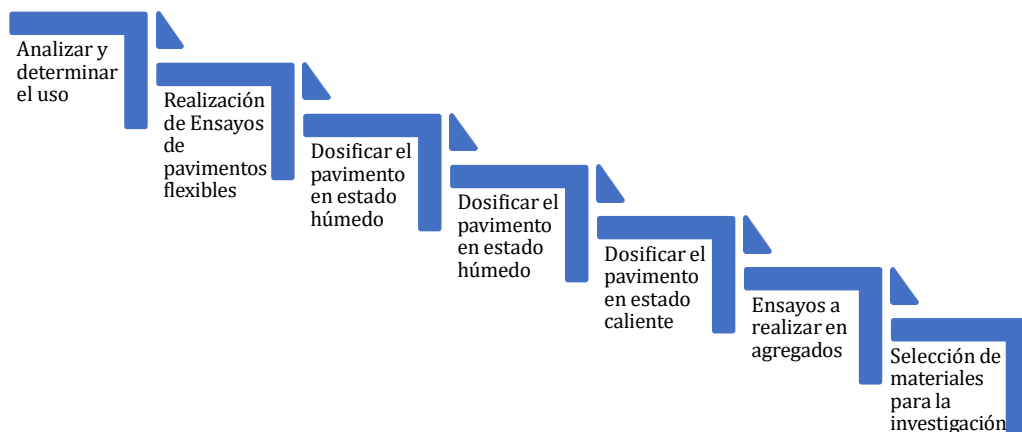 Analizar y
determinar
el uso
Realización
de Ensayos
de
pavimentos
flexibles
Dosificar el
pavimento
en estado
húmedo
Dosificar el
pavimento
en estado
húmedo
Dosificar el
pavimento
en estado
caliente
Ensayos a
realizar en
agregados
Selección de
materiales
para la
investigación